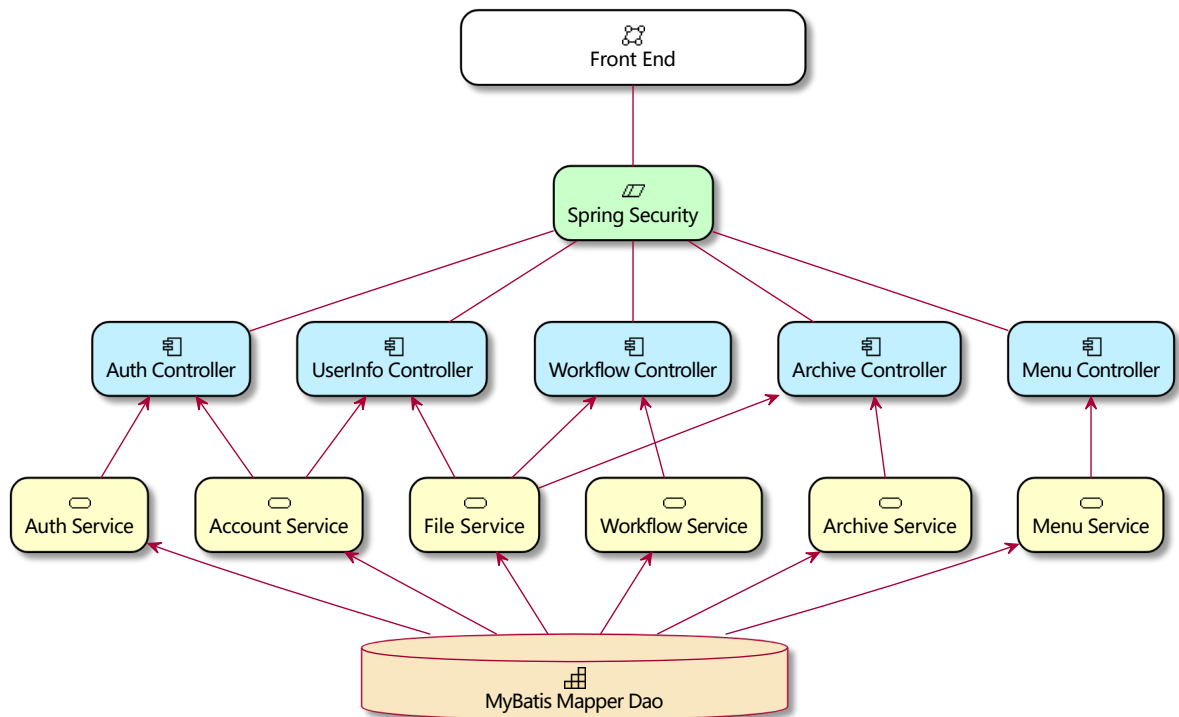 Front End
Spring Security
Auth Controller
UserInfo Controller
Workflow Controller
Archive Controller
Menu Controller
Auth Service
Account Service
File Service
Workflow Service
Archive Service
Menu Service
MyBatis Mapper Dao